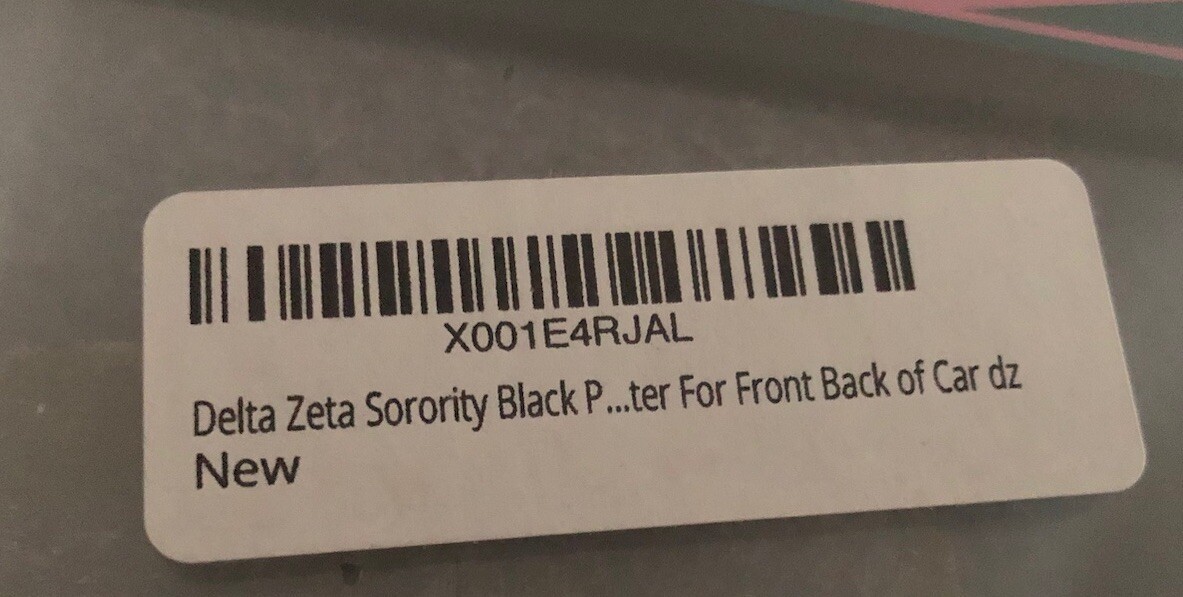 X001E4RJAL
Delta Zeta Sorority Black P...ter For Front Back of Car dz
New